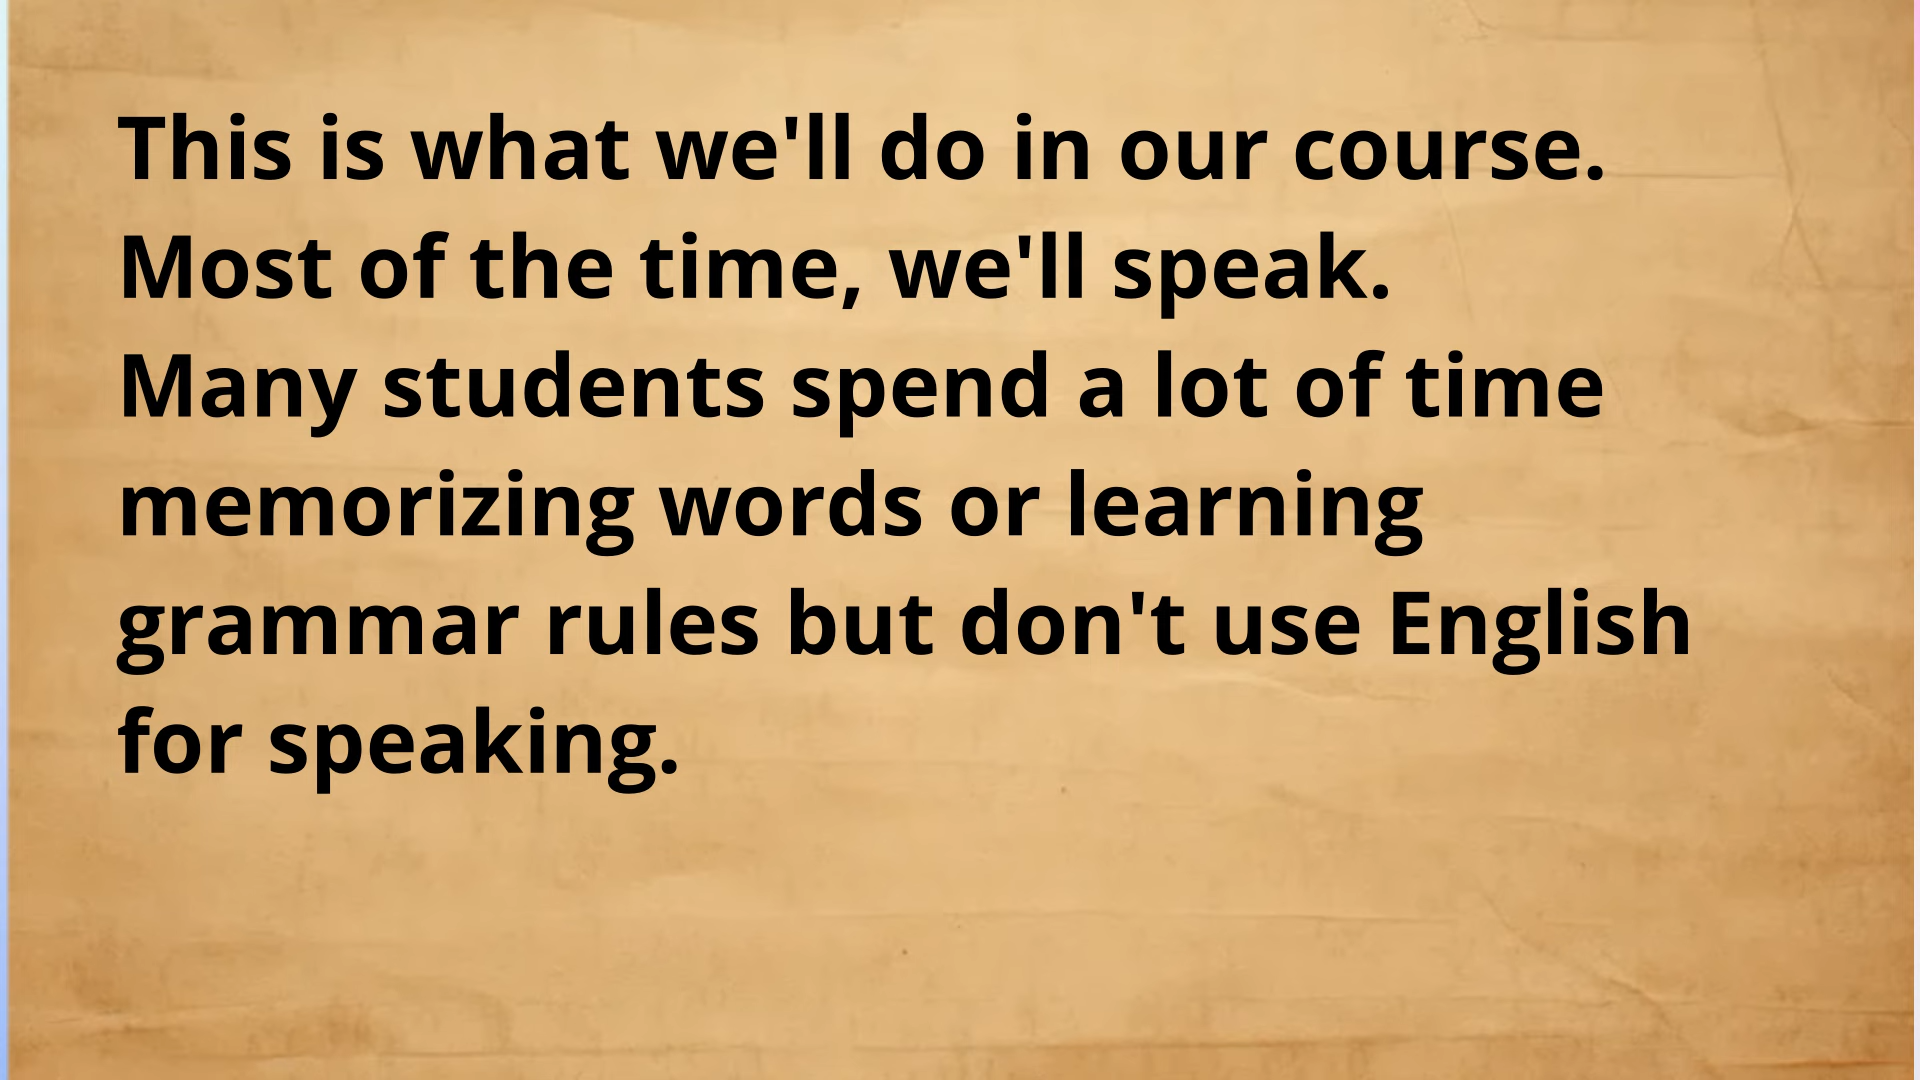 This is what we'll do in our course.
Most of the time, we'll speak.
Many students spend a lot of time
memorizing words or learning
grammar rules but don't use English
for speaking.